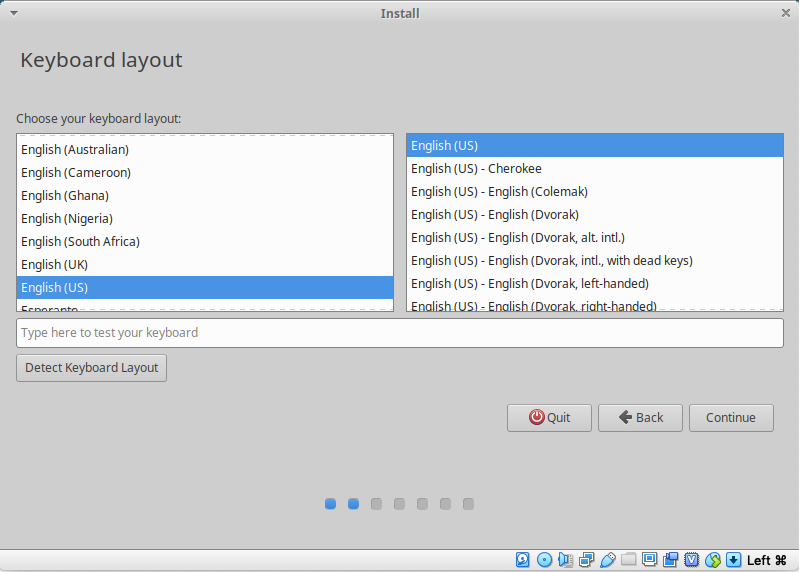 Install
Keyboard layout
Choose your keyboard layout:
English (Australian)
English (Cameroon)
English (Ghana)
English (Nigeria)
English (South Africa)
English (UK)
English (US)
Esperanto
English (US)
English (US) - Cherokee
English (US) - English (Colemak)
English (US) - English (Dvorak)
English (US) - English (Dvorak, alt. intl.)
English (US) - English (Dvorak, intl., with dead keys)
English (US) - English (Dvorak, left-handed)
English (US) - English (Dvorak, right-handed)
Type here to test your keyboard
Detect Keyboard Layout
Quit
Back
Continue
Left ⌘